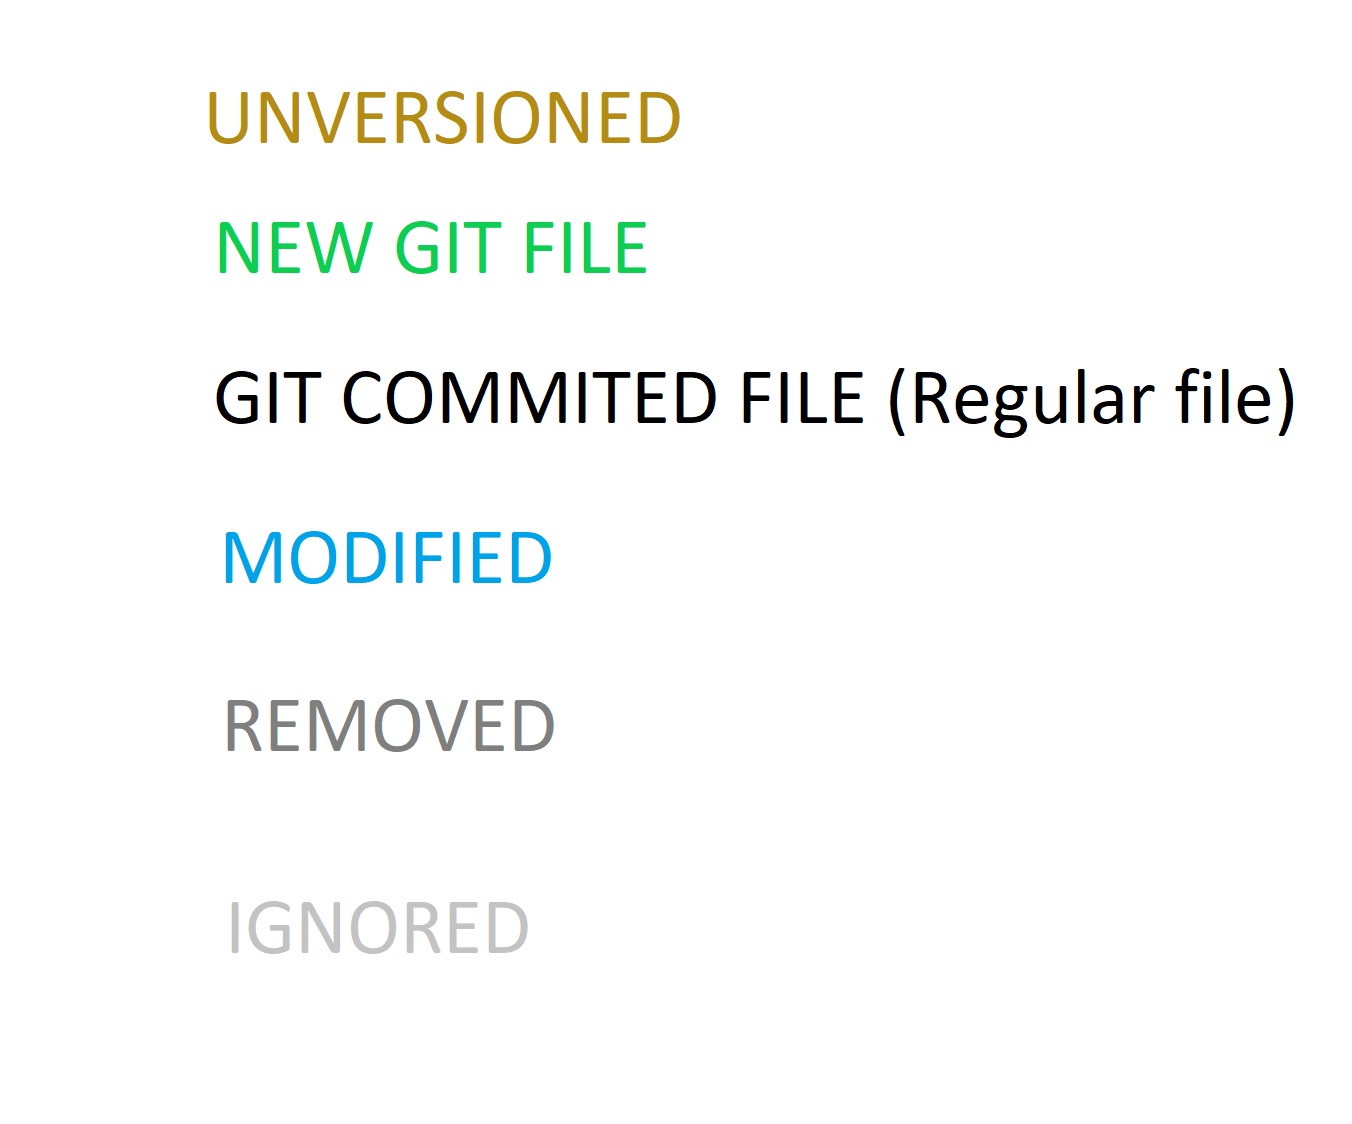 UNVERSIONED
NEW GIT FILE
GIT COMMITED FILE (Regular file)
MODIFIED
REMOVED
IGNORED